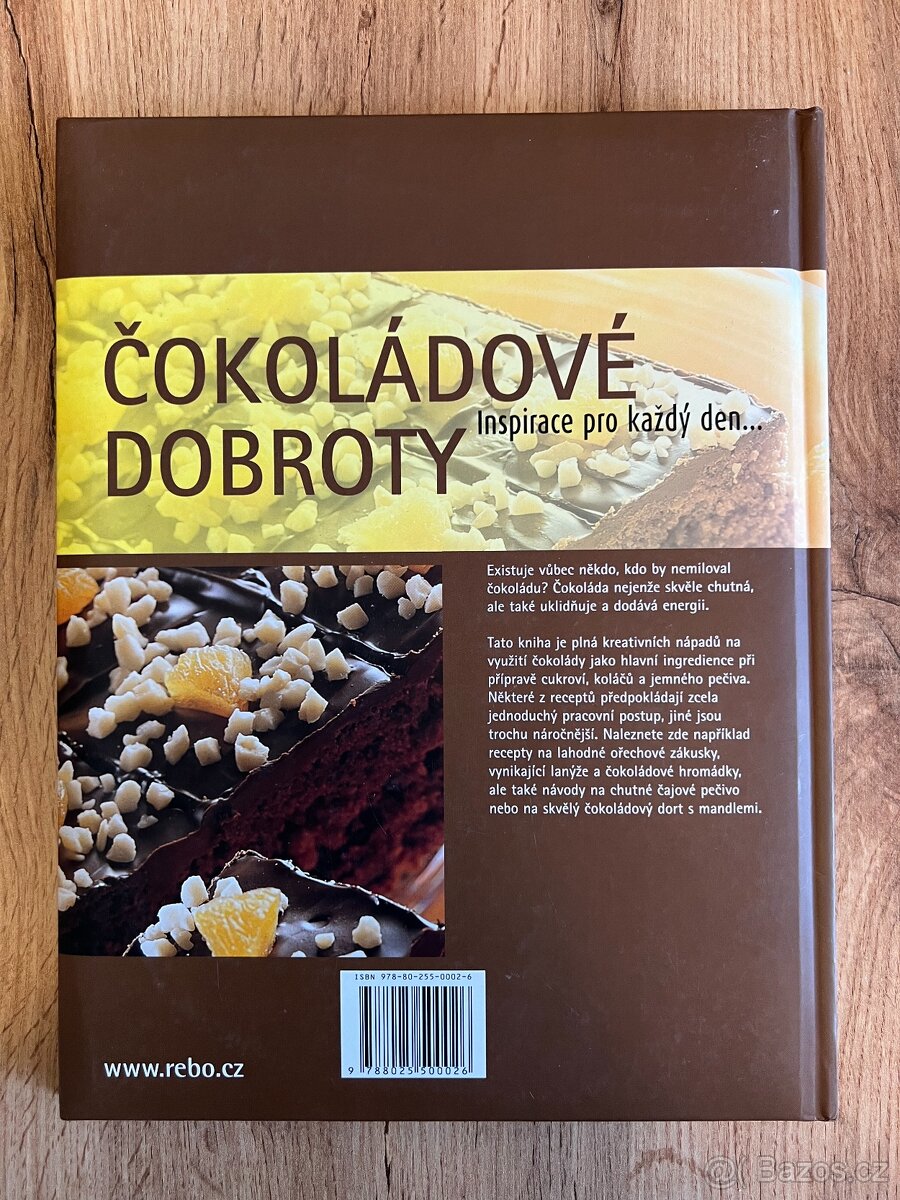 ČOKOLÁDOVÉ
DOBROTY
Inspirace pro každý den...
Existuje vůbec někdo, kdo by nemiloval
čokoládu? Čokoláda nejenže skvěle chutná,
ale také uklidňuje a dodává energii.
Tato kniha je plná kreativních nápadů na
využití čokolády jako hlavní ingredience při
přípravě cukroví, koláčů a jemného pečiva.
Některé z receptů předpokládají zcela
jednoduchý pracovní postup, jiné jsou
trochu náročnější. Naleznete zde například
recepty na lahodné ořechové zákusky,
vynikající lanýže a čokoládové hromádky,
ale také návody na chutné čajové pečivo
nebo na skvělý čokoládový dort s mandlemi.
ISBN 978-80-255-0002-6
9 788025 500026
www.rebo.cz
@ Bazos.cz